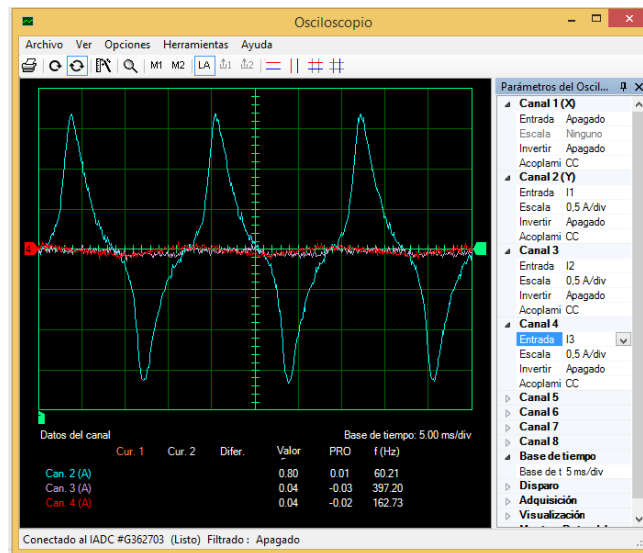 Osciloscopio
Archivo Ver Opciones Herramientas Ayuda
M1 M2 LA 1 2
Parámetros del Oscil...
Canal 1 (X)
Entrada Apagado
Escala Ninguno
Invertir Apagado
Acoplami CC
Canal 2 (Y)
Entrada I1
Escala 0,5 A/div
Invertir Apagado
Acoplami CC
Canal 3
Entrada I2
Escala 0,5 A/div
Invertir Apagado
Acoplami CC
Canal 4
Entrada I3
Escala 0,5 A/div
Invertir Apagado
Acoplami CC
Canal 5
Canal 6
Canal 7
Canal 8
Base de tiempo
Base de t 5 ms/div
Disparo
Adquisición
Visualización
4
Datos del canal Base de tiempo: 5.00 ms/div
Cur. 1 Cur. 2 Difer. Valor PRO f (Hz)
Can. 2 (A) 0.80 0.01 60.21
Can. 3 (A) 0.04 -0.03 397.20
Can. 4 (A) 0.04 -0.02 162.73
Conectado al IADC #G362703 (Listo) Filtrado : Apagado